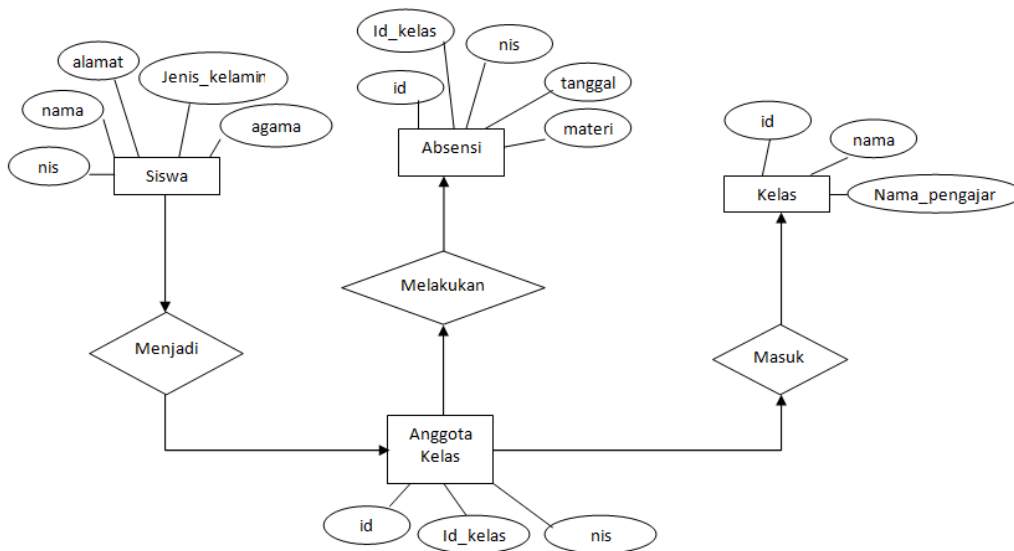 Id_kelas
nis
alamat
Jenis_kelamin
id
tanggal
nama
agama
materi
id
nama
nis
Siswa
Absensi
Kelas
Nama_pengajar
Melakukan
Menjadi
Masuk
Anggota
Kelas
id
Id_kelas
nis